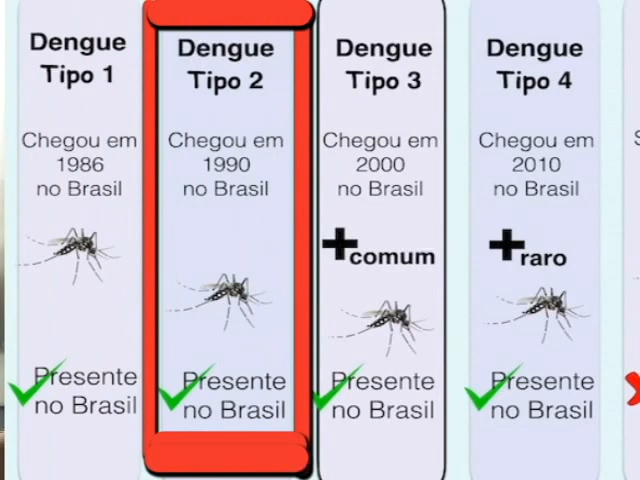 Dengue
Tipo 1
Chegou em
1986
no Brasil
Presente
no Brasil
Dengue
Tipo 2
Chegou em
1990
no Brasil
Presente
no Brasil
Dengue
Tipo 3
Chegou em
2000
no Brasil
+comum
Presente
no Brasil
Dengue
Tipo 4
Chegou em
2010
no Brasil
+raro
Presente
no Brasil